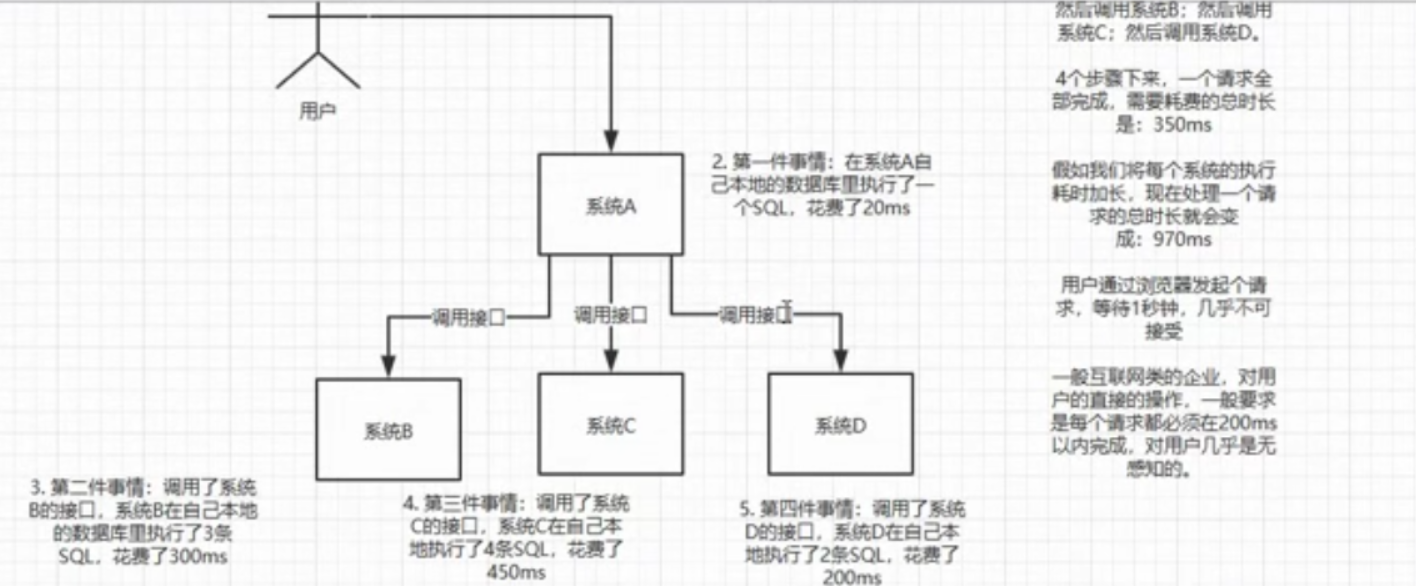 然后调用系统B；然后调用
系统C；然后调用系统D。
4个步骤下来，一个请求全
部完成，需要耗费的总时长
是：350ms
假如我们将每个系统的执行
耗时加长，现在处理一个请
求的总时长就会变
成：970ms
用户通过浏览器发起个请
求，等待1秒钟，几乎不可
接受
一般互联网类的企业，对用
户的直接的操作，一般要求
是每个请求都必须在200ms
以内完成，对用户几乎是无
感知的。
用户
2. 第一件事情：在系统A自
己本地的数据库里执行了一
个SQL，花费了20ms
系统A
调用接口
调用接口
调用接口
系统B
系统C
系统D
3. 第二件事情：调用了系统
B的接口，系统B在自己本地
的数据库里执行了3条
SQL，花费了300ms
4. 第三件事情：调用了系统
C的接口，系统C在自己本
地执行了4条SQL，花费了
450ms
5. 第四件事情：调用了系统
D的接口，系统D在自己本
地执行了2条SQL，花费了
200ms